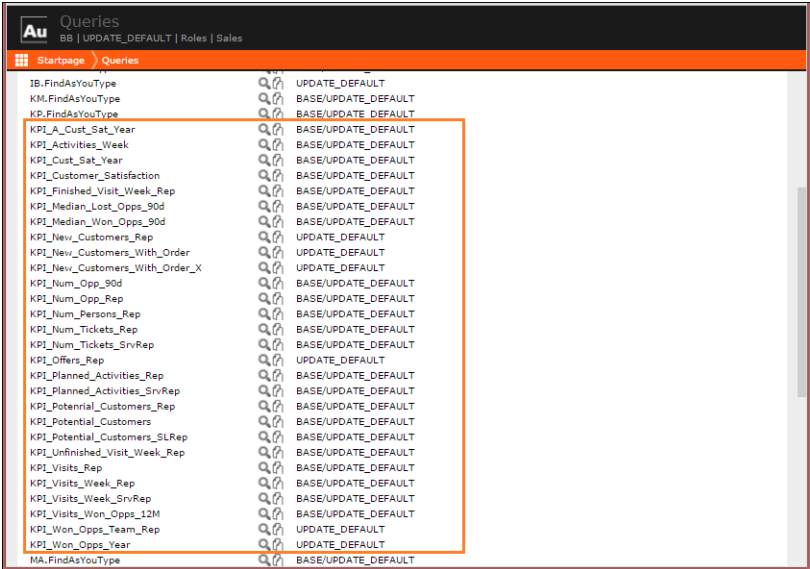 Au
Queries
BB | UPDATE_DEFAULT | Roles | Sales
Startpage Queries
IB.FindAsYouType UPDATE_DEFAULT
KM.FindAsYouType BASE/UPDATE_DEFAULT
KP.FindAsYouType BASE/UPDATE_DEFAULT
KPI_A_Cust_Sat_Year BASE/UPDATE_DEFAULT
KPI_Activities_Week BASE/UPDATE_DEFAULT
KPI_Cust_Sat_Year BASE/UPDATE_DEFAULT
KPI_Customer_Satisfaction BASE/UPDATE_DEFAULT
KPI_Finished_Visit_Week_Rep BASE/UPDATE_DEFAULT
KPI_Median_Lost_Opps_90d BASE/UPDATE_DEFAULT
KPI_Median_Won_Opps_90d BASE/UPDATE_DEFAULT
KPI_New_Customers_Rep UPDATE_DEFAULT
KPI_New_Customers_With_Order UPDATE_DEFAULT
KPI_New_Customers_With_Order_X UPDATE_DEFAULT
KPI_Num_Opp_90d BASE/UPDATE_DEFAULT
KPI_Num_Opp_Rep BASE/UPDATE_DEFAULT
KPI_Num_Persons_Rep BASE/UPDATE_DEFAULT
KPI_Num_Tickets_Rep BASE/UPDATE_DEFAULT
KPI_Num_Tickets_SrvRep BASE/UPDATE_DEFAULT
KPI_Offers_Rep UPDATE_DEFAULT
KPI_Planned_Activities_Rep BASE/UPDATE_DEFAULT
KPI_Planned_Activities_SrvRep BASE/UPDATE_DEFAULT
KPI_Potenrial_Customers_Rep BASE/UPDATE_DEFAULT
KPI_Potential_Customers BASE/UPDATE_DEFAULT
KPI_Potential_Customers_SLRep BASE/UPDATE_DEFAULT
KPI_Unfinished_Visit_Week_Rep BASE/UPDATE_DEFAULT
KPI_Visits_Rep BASE/UPDATE_DEFAULT
KPI_Visits_Week_Rep BASE/UPDATE_DEFAULT
KPI_Visits_Week_SrvRep BASE/UPDATE_DEFAULT
KPI_Visits_Won_Opps_12M BASE/UPDATE_DEFAULT
KPI_Won_Opps_Team_Rep UPDATE_DEFAULT
KPI_Won_Opps_Year UPDATE_DEFAULT
MA.FindAsYouType BASE/UPDATE_DEFAULT